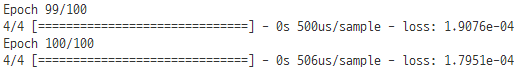 Epoch 99/100
4/4 [==============================] - 0s 500us/sample - loss: 1.9076e-04
Epoch 100/100
4/4 [==============================] - 0s 506us/sample - loss: 1.7951e-04